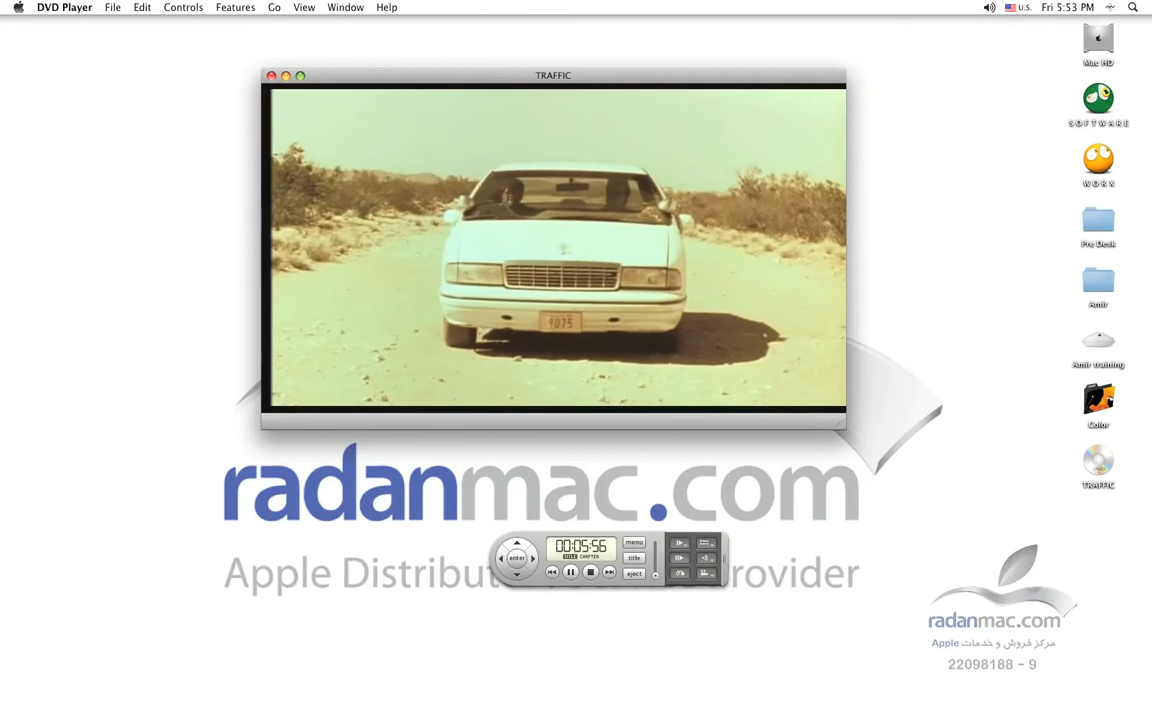 DVD Player File Edit Controls Features Go View Window Help U.S. Fri 5:53 PM
TRAFFIC
Mac HD
SOFTWARE
WORX
Pre Desk
Amir
Amir training
Color
TRAFFIC
9075
radanmac.com
Apple Distribut rovider
enter
00:05:56
TITLE CHAPTER
menu
title
eject
radanmac.com
مرکز فروش و خدمات Apple
22098188 - 9